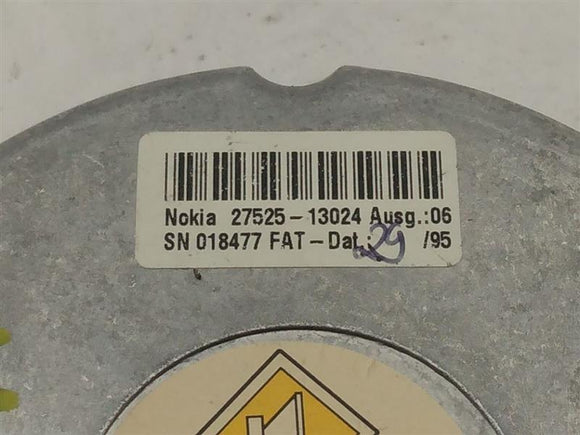 Nokia 27525-13024 Ausg.:06
SN 018477 FAT-Dat.: 29 /95